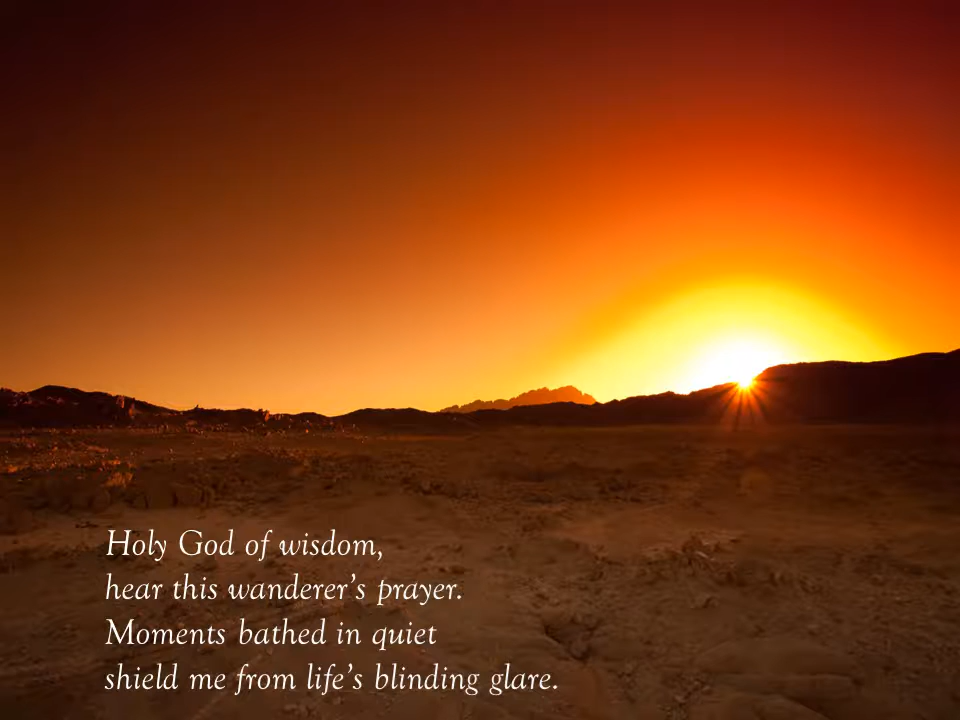 Holy God of wisdom,
hear this wanderer’s prayer.
Moments bathed in quiet
shield me from life’s blinding glare.